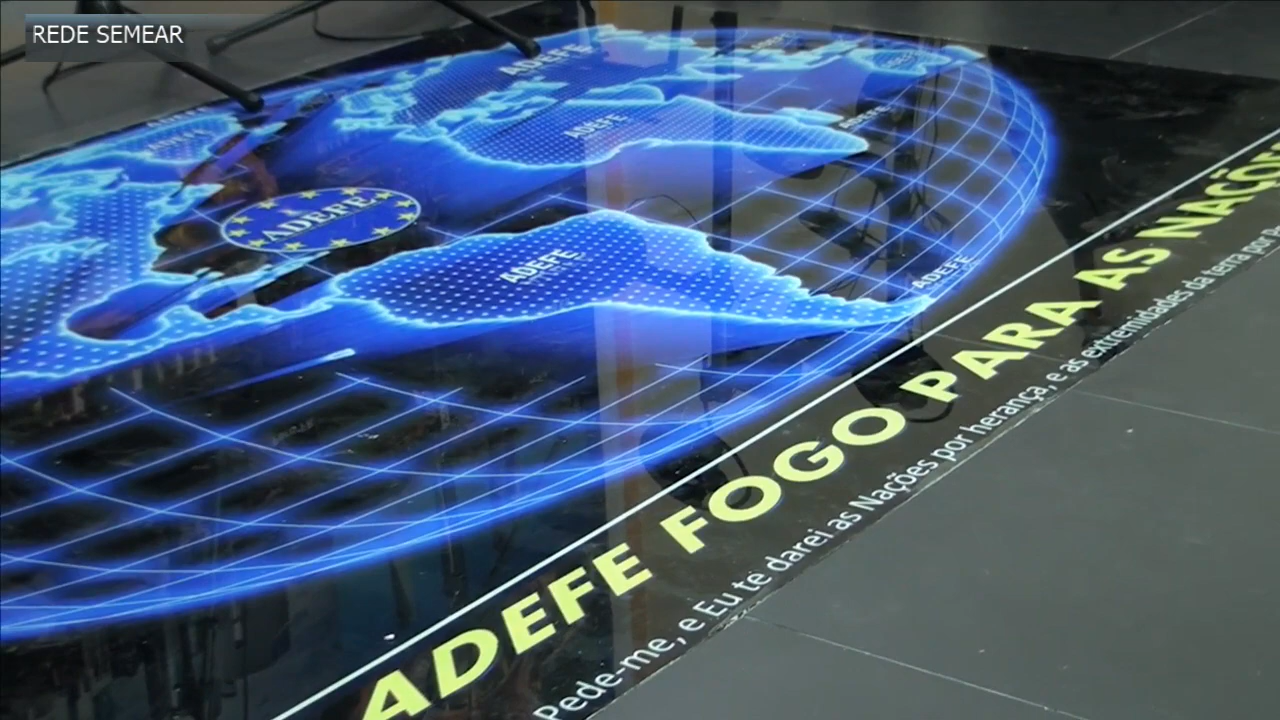 REDE SEMEAR
ADEFE
ADEFE
ADEFE
ADEFE
ADEFE
ADEFE FOGO PARA AS NAÇÕ
Pede-me, e Eu te darei as Nações por herança, e as extremidades da terra por